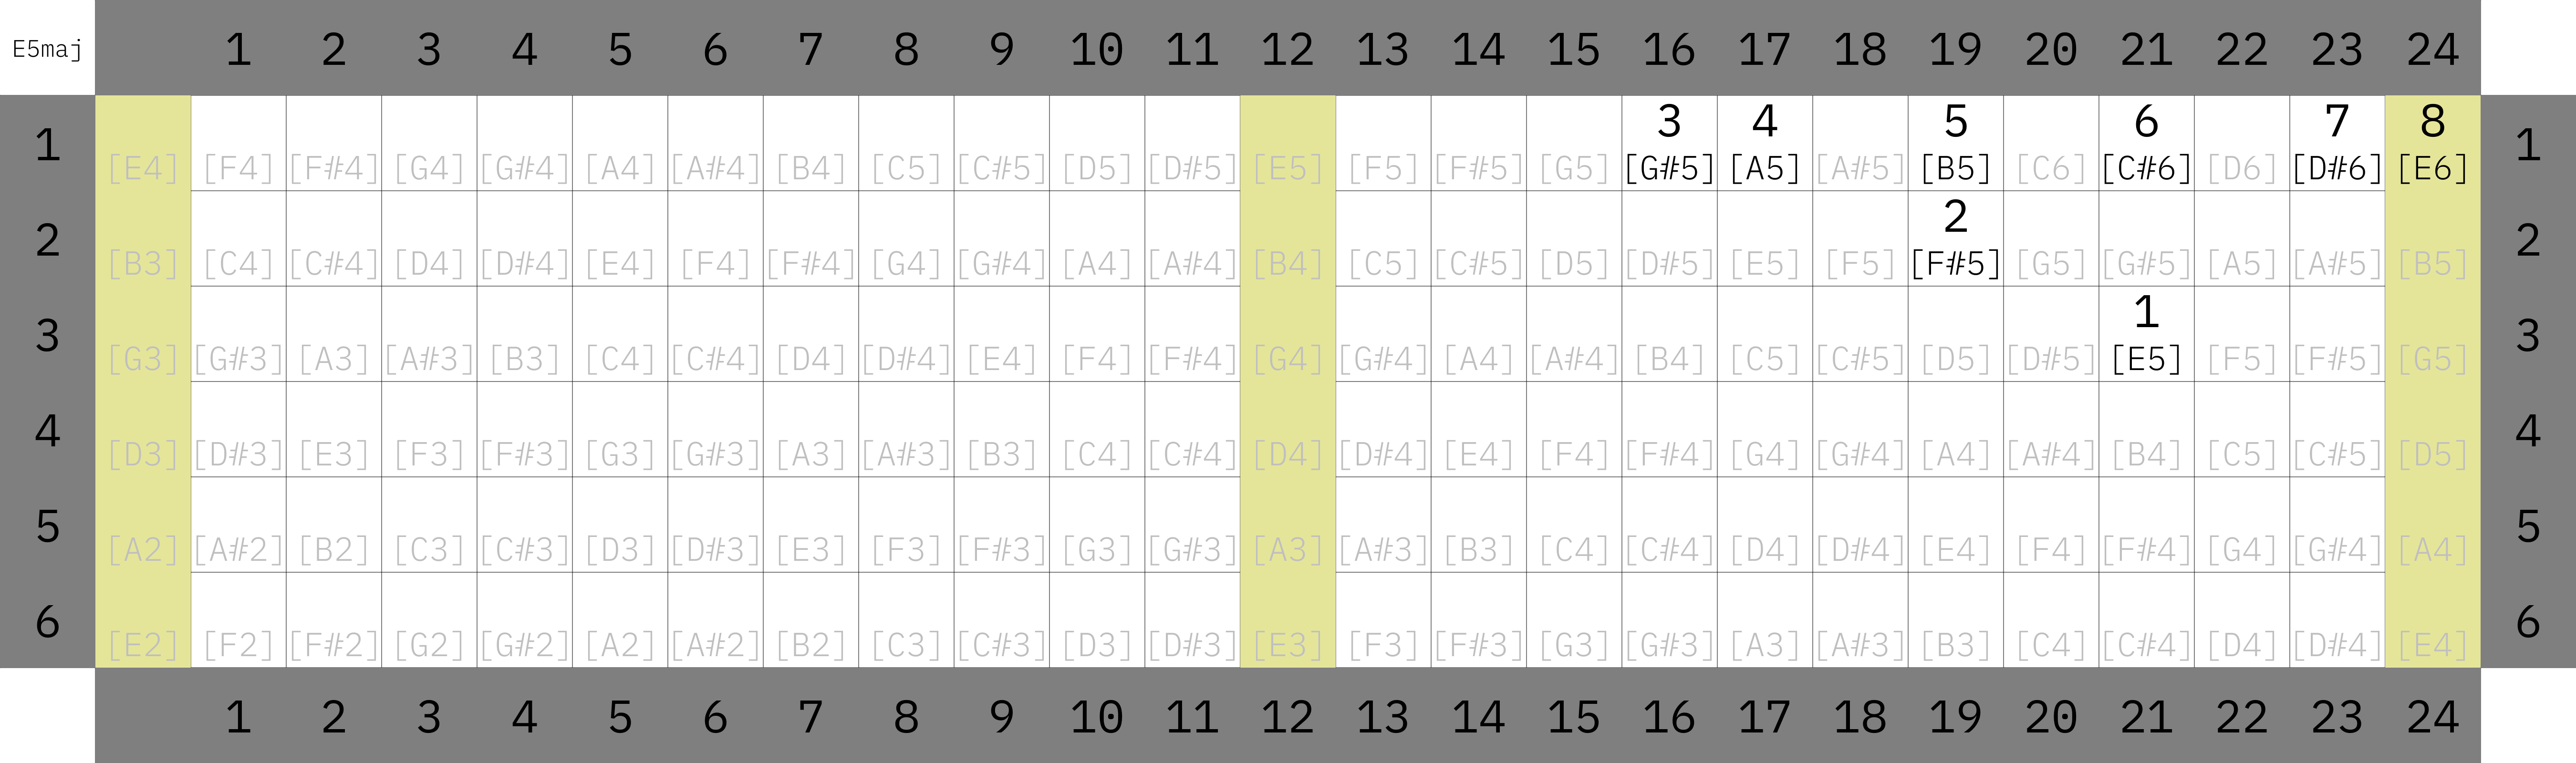 E5maj 1 2 3 4 5 6 7 8 9 10 11 12 13 14 15 16 17 18 19 20 21 22 23 24
3 4 5 6 7 8
1 [E4] [F4] [F#4] [G4] [G#4] [A4] [A#4] [B4] [C5] [C#5] [D5] [D#5] [E5] [F5] [F#5] [G5] [G#5] [A5] [A#5] [B5] [C6] [C#6] [D6] [D#6] [E6] 1
2
2 [B3] [C4] [C#4] [D4] [D#4] [E4] [F4] [F#4] [G4] [G#4] [A4] [A#4] [B4] [C5] [C#5] [D5] [D#5] [E5] [F5] [F#5] [G5] [G#5] [A5] [A#5] [B5] 2
1
3 [G3] [G#3] [A3] [A#3] [B3] [C4] [C#4] [D4] [D#4] [E4] [F4] [F#4] [G4] [G#4] [A4] [A#4] [B4] [C5] [C#5] [D5] [D#5] [E5] [F5] [F#5] [G5] 3
4 [D3] [D#3] [E3] [F3] [F#3] [G3] [G#3] [A3] [A#3] [B3] [C4] [C#4] [D4] [D#4] [E4] [F4] [F#4] [G4] [G#4] [A4] [A#4] [B4] [C5] [C#5] [D5] 4
5 [A2] [A#2] [B2] [C3] [C#3] [D3] [D#3] [E3] [F3] [F#3] [G3] [G#3] [A3] [A#3] [B3] [C4] [C#4] [D4] [D#4] [E4] [F4] [F#4] [G4] [G#4] [A4] 5
6 [E2] [F2] [F#2] [G2] [G#2] [A2] [A#2] [B2] [C3] [C#3] [D3] [D#3] [E3] [F3] [F#3] [G3] [G#3] [A3] [A#3] [B3] [C4] [C#4] [D4] [D#4] [E4] 6
1 2 3 4 5 6 7 8 9 10 11 12 13 14 15 16 17 18 19 20 21 22 23 24